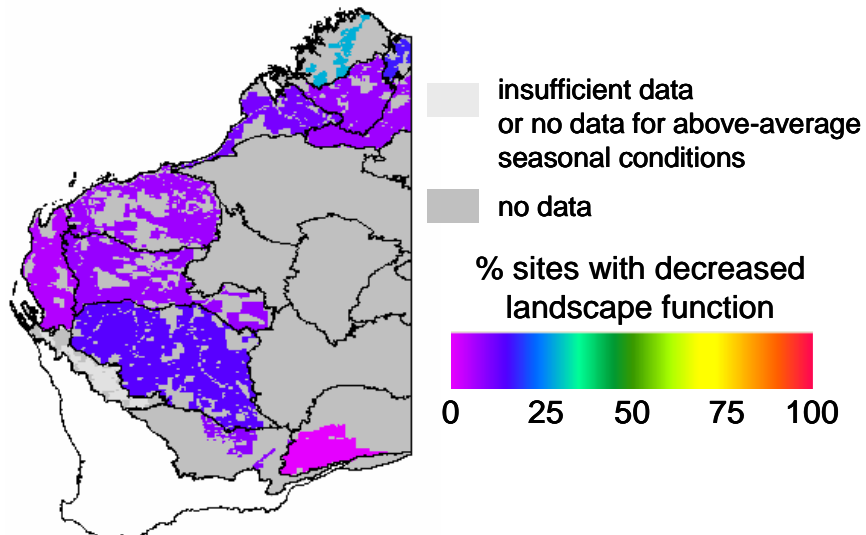 insufficient data
or no data for above-average
seasonal conditions
no data
% sites with decreased
landscape function
0 25 50 75 100